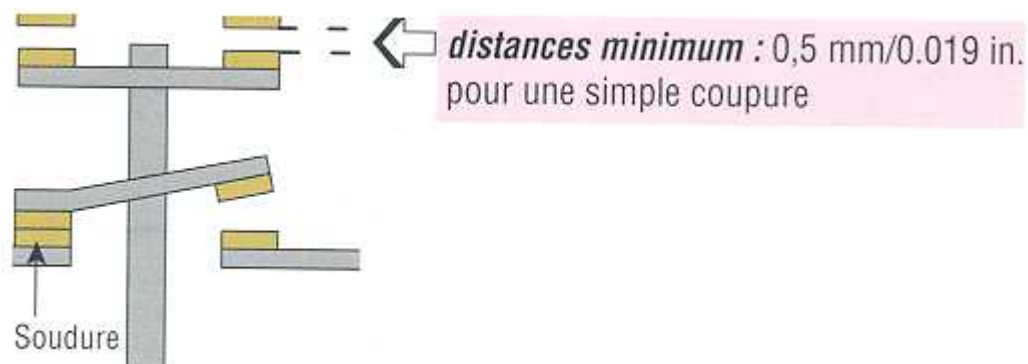 distances minimum : 0,5 mm/0.019 in.
pour une simple coupure
Soudure